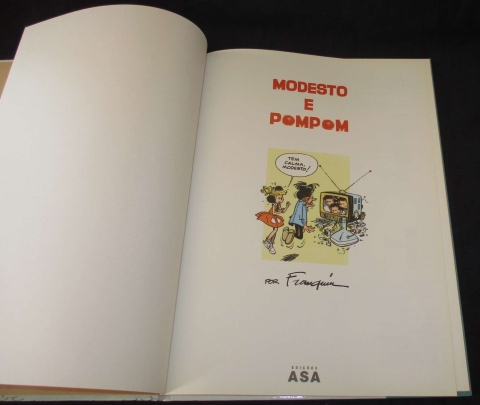 MODESTO
E
POMPOM
TEM
CALMA,
MODESTO!
POR Franquin
EDIÇÕES
ASA